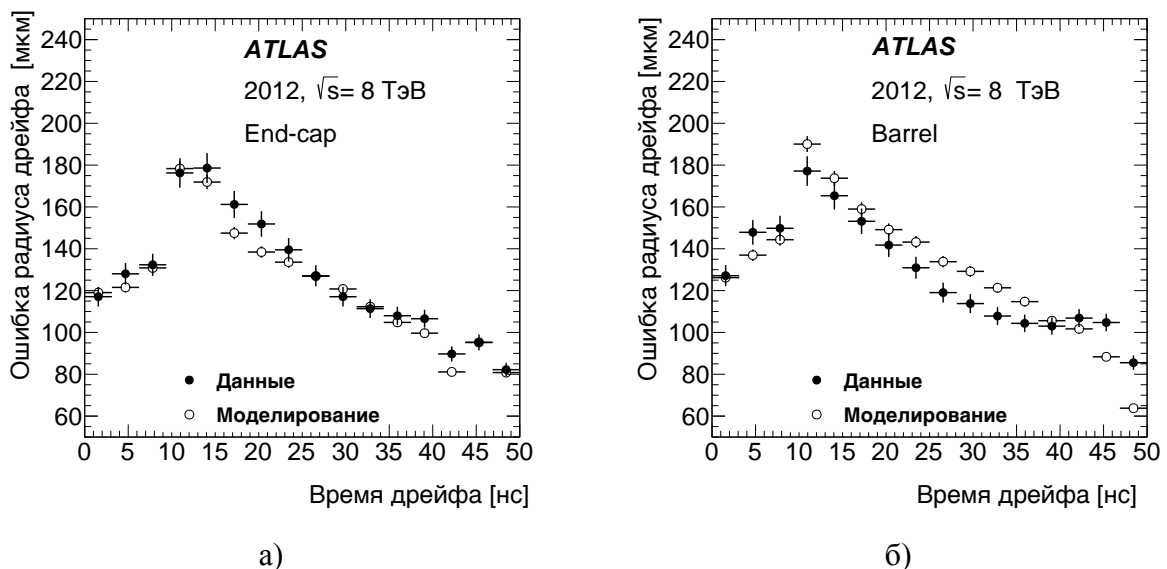 Ошибка радиуса дрейфа [мкм]
240
220
200
180
160
140
120
100
80
60
ATLAS
2012, √s= 8 ТэВ
End-cap
Данные
Моделирование
0 5 10 15 20 25 30 35 40 45 50
Время дрейфа [нс]
а)
Ошибка радиуса дрейфа [мкм]
240
220
200
180
160
140
120
100
80
60
ATLAS
2012, √s= 8 ТэВ
Barrel
Данные
Моделирование
0 5 10 15 20 25 30 35 40 45 50
Время дрейфа [нс]
б)